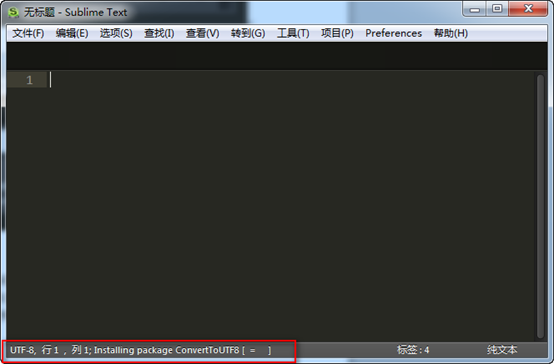 无标题 - Sublime Text
文件(F) 编辑(E) 选项(S) 查找(I) 查看(V) 转到(G) 工具(T) 项目(P) Preferences 帮助(H)
1
UTF-8, 行 1 , 列 1; Installing package ConvertToUTF8 [ = ] 标签: 4 纯文本